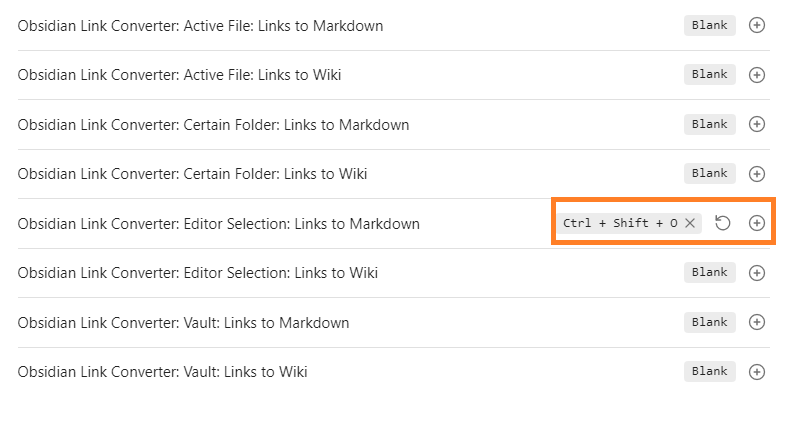 Obsidian Link Converter: Active File: Links to Markdown Blank
Obsidian Link Converter: Active File: Links to Wiki Blank
Obsidian Link Converter: Certain Folder: Links to Markdown Blank
Obsidian Link Converter: Certain Folder: Links to Wiki Blank
Obsidian Link Converter: Editor Selection: Links to Markdown Ctrl + Shift + O
Obsidian Link Converter: Editor Selection: Links to Wiki Blank
Obsidian Link Converter: Vault: Links to Markdown Blank
Obsidian Link Converter: Vault: Links to Wiki Blank